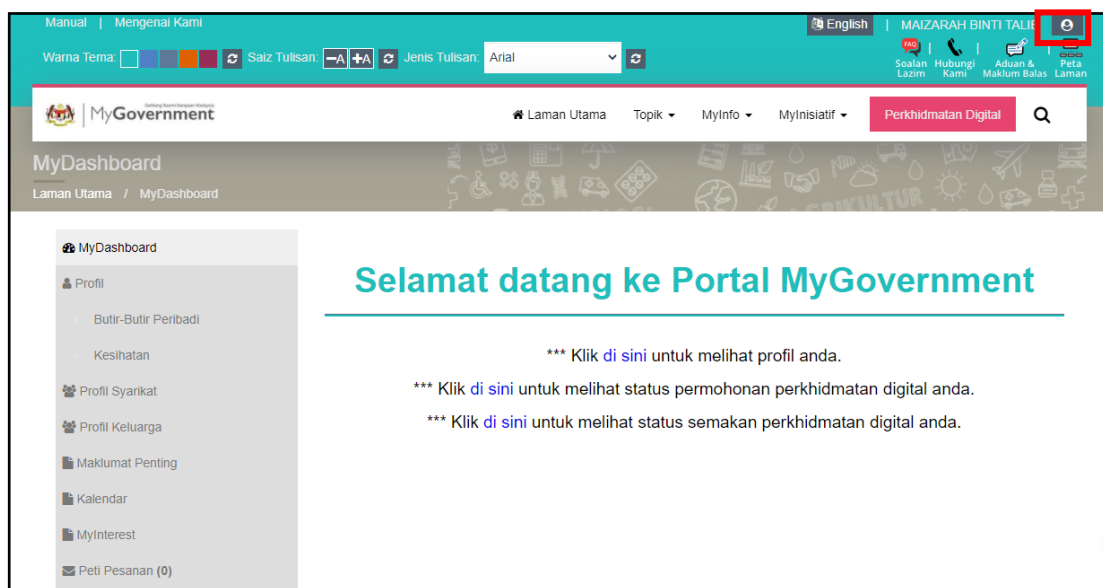 Manual | Mengenai Kami
English | MAIZARAH BINTI TALIB
Warna Tema: Saiz Tulisan: -A +A Jenis Tulisan: Arial
FAQ
Soalan Lazim | Hubungi Kami | Aduan & Maklum Balas | Peta Laman
MyGovernment
Laman Utama Topik MyInfo MyInisiatif Perkhidmatan Digital
MyDashboard
Laman Utama / MyDashboard
AGRIKULTUR
MyDashboard
Profil
Butir-Butir Peribadi
Kesihatan
Profil Syarikat
Profil Keluarga
Maklumat Penting
Kalendar
MyInterest
Peti Pesanan (0)
Selamat datang ke Portal MyGovernment
*** Klik di sini untuk melihat profil anda.
*** Klik di sini untuk melihat status permohonan perkhidmatan digital anda.
*** Klik di sini untuk melihat status semakan perkhidmatan digital anda.